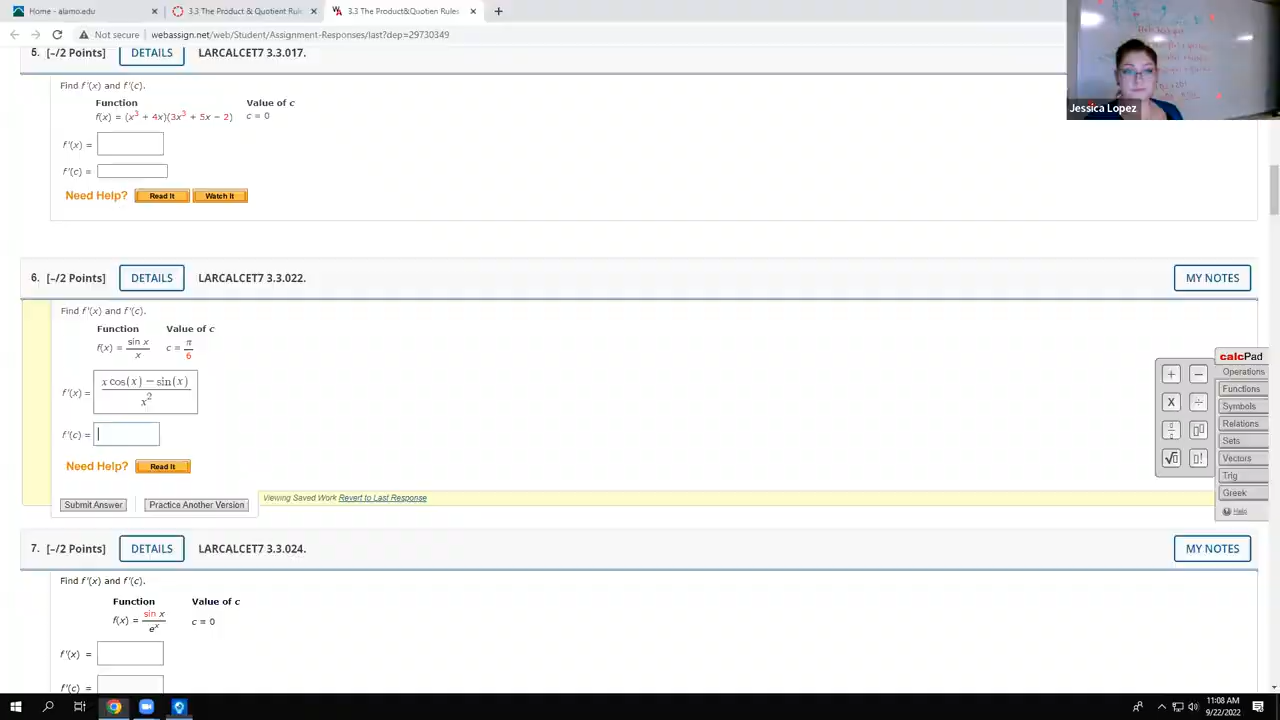 Home - alamo.edu
3.3 The Product & Quotient Rule
3.3 The Product&Quotien Rules
Not secure
webassign.net/web/Student/Assignment-Responses/last?dep=29730349
5. [–/2 Points] DETAILS LARCALCET7 3.3.017.
Jessica Lopez
Find f'(x) and f'(c).
Function Value of c
f(x) = (x³ + 4x)(3x³ + 5x − 2) c = 0
f'(x) =
f'(c) =
Need Help? Read It Watch It
6. [–/2 Points] DETAILS LARCALCET7 3.3.022. MY NOTES
Find f'(x) and f'(c).
Function Value of c
f(x) = sin x / x c = π / 6
f'(x) = x cos(x) − sin(x) / x²
f'(c) =
Need Help? Read It
Submit Answer Practice Another Version Viewing Saved Work Revert to Last Response
calcPad
Operations
Functions
Symbols
Relations
Sets
Vectors
Trig
Greek
Help
+ −
x ÷
√ !
7. [–/2 Points] DETAILS LARCALCET7 3.3.024. MY NOTES
Find f'(x) and f'(c).
Function Value of c
f(x) = sin x / eˣ c = 0
f'(x) =
f'(c) =
11:08 AM
9/22/2022